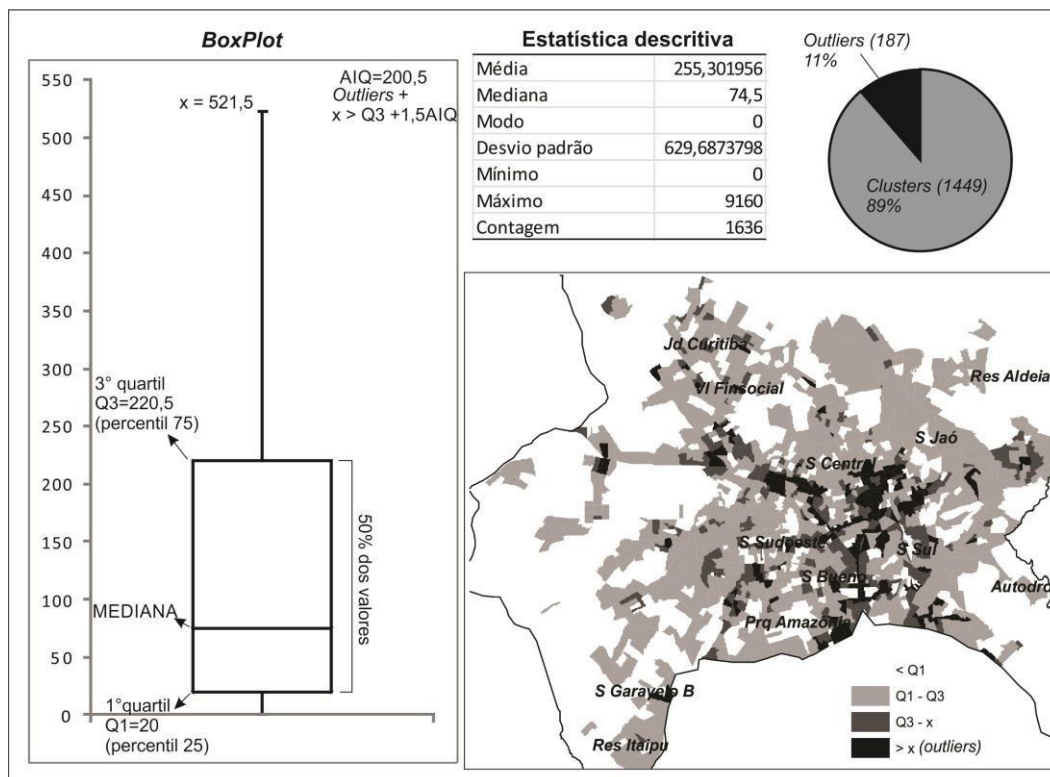 BoxPlot
550
500
450
400
350
300
250
200
150
100
50
0
AIQ=200,5
Outliers +
x > Q3 +1,5AIQ
x = 521,5
3° quartil
Q3=220,5
(percentil 75)
MEDIANA
1°quartil
Q1=20
(percentil 25)
50% dos valores
Estatística descritiva
Média 255,301956
Mediana 74,5
Modo 0
Desvio padrão 629,6873798
Mínimo 0
Máximo 9160
Contagem 1636
Outliers (187)
11%
Clusters (1449)
89%
Jd Curitiba
Vl Finsocial
Res Aldeia
S Jaó
S Central
S Sudoeste
S Sul
S Bueno
Autodro
Prq Amazônia
S Garavelo B
Res Itaipu
< Q1
Q1 - Q3
Q3 - x
> x (outliers)